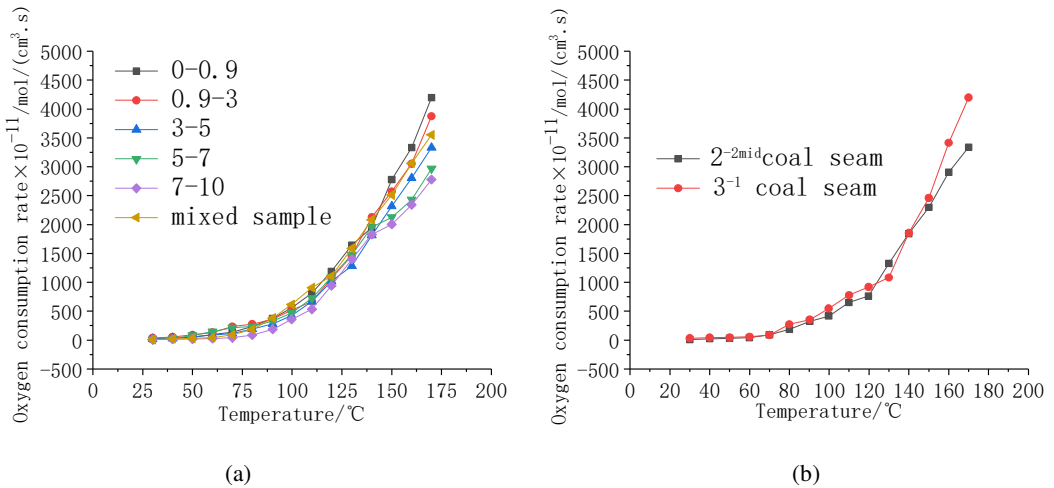 Oxygen consumption rate×10⁻¹¹/mol/(cm³.s)
5000
4500
4000
3500
3000
2500
2000
1500
1000
500
0
-500
0-0.9
0.9-3
3-5
5-7
7-10
mixed sample
0 25 50 75 100 125 150 175 200
Temperature/℃
(a)
Oxygen consumption rate×10⁻¹¹/mol/(cm³.s)
5000
4500
4000
3500
3000
2500
2000
1500
1000
500
0
-500
2⁻²ᵐⁱᵈcoal seam
3⁻¹ coal seam
0 20 40 60 80 100 120 140 160 180 200
Temperature/℃
(b)